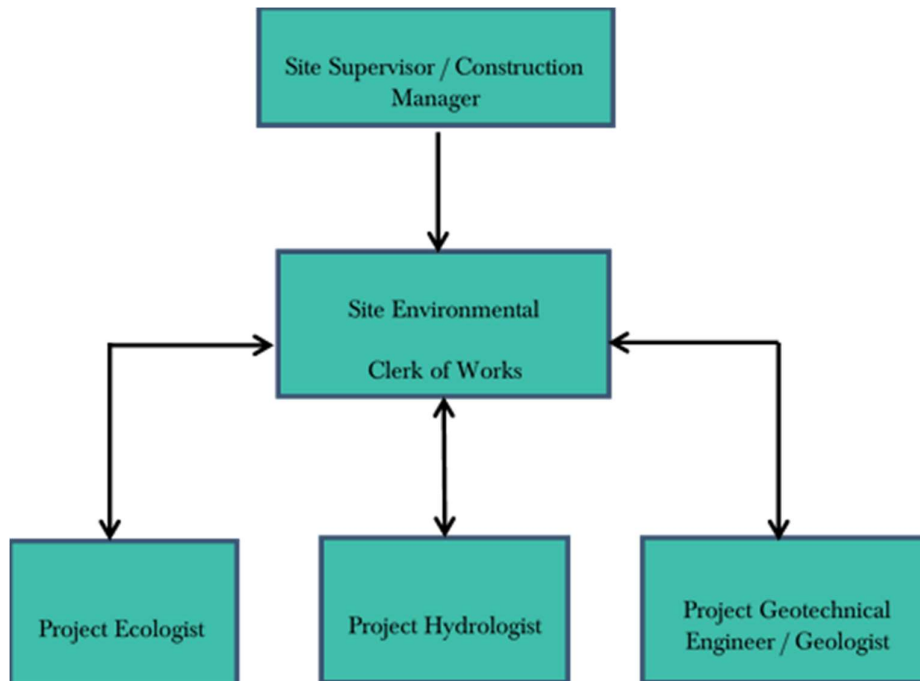 Site Supervisor / Construction
Manager
Site Environmental
Clerk of Works
Project Ecologist
Project Hydrologist
Project Geotechnical
Engineer / Geologist